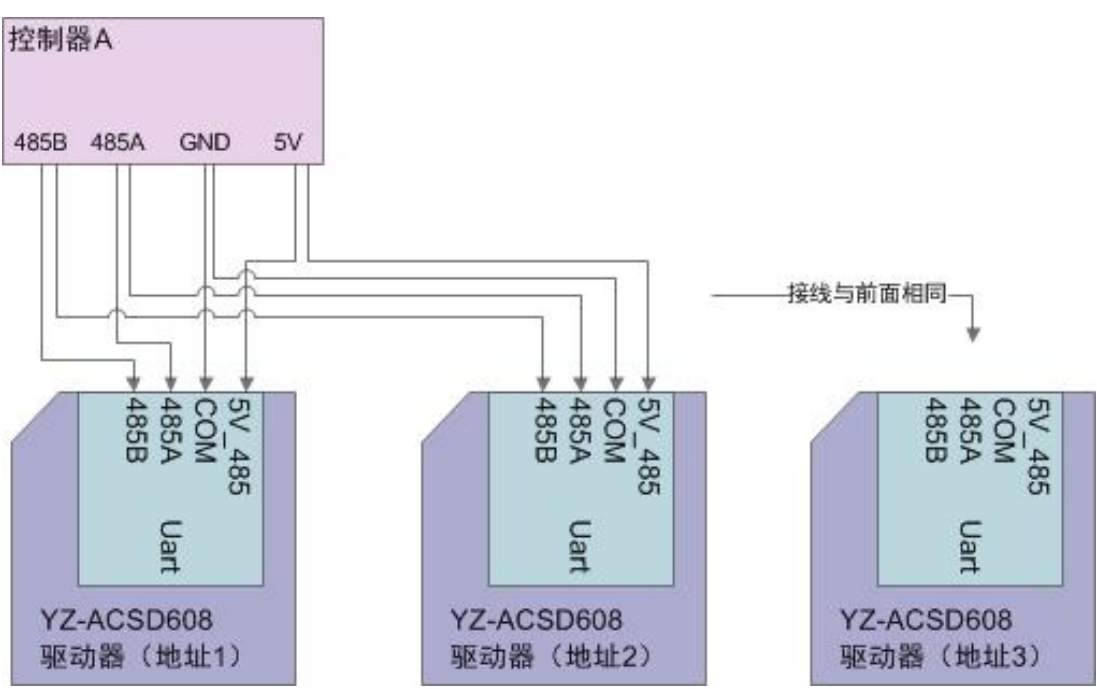 控制器A
485B 485A GND 5V
接线与前面相同
485B
485A
COM
5V_485
Uart
485B
485A
COM
5V_485
Uart
485B
485A
COM
5V_485
Uart
YZ-ACSD608
驱动器（地址1）
YZ-ACSD608
驱动器（地址2）
YZ-ACSD608
驱动器（地址3）